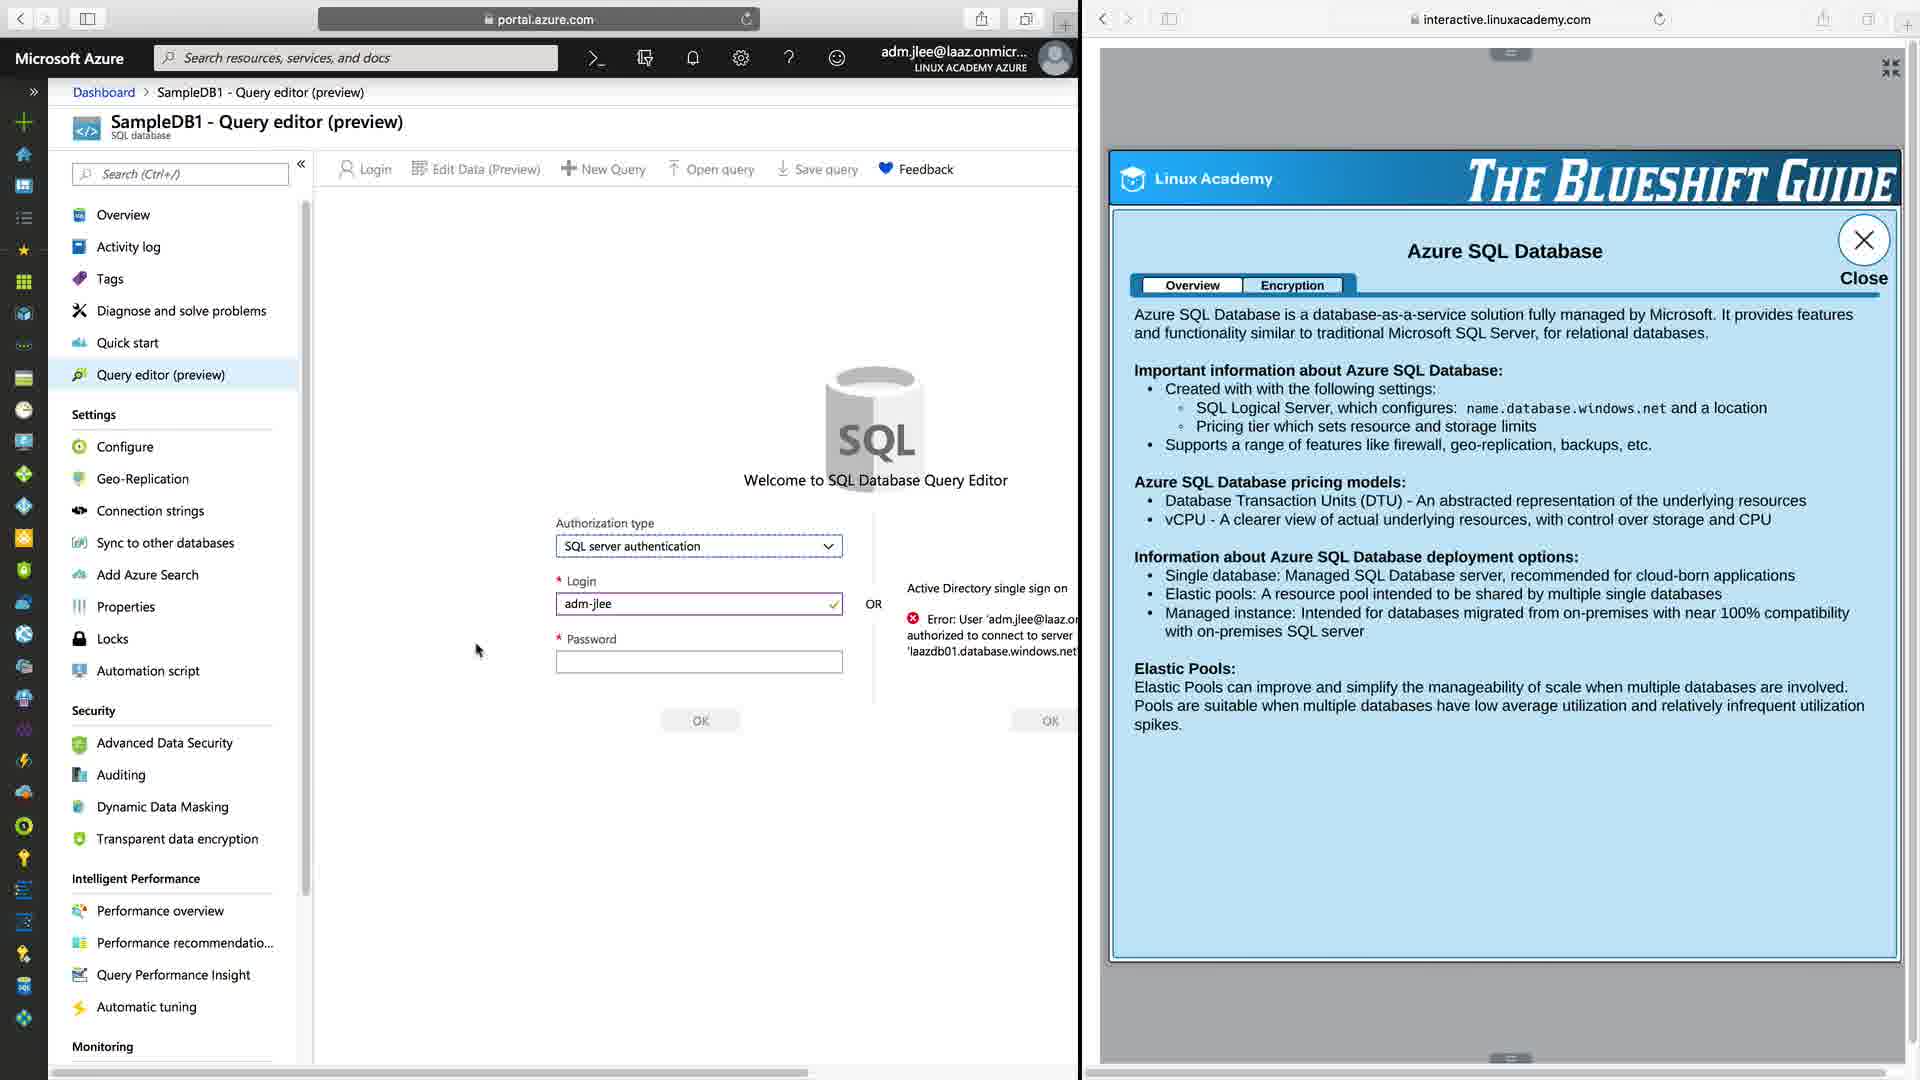 portal.azure.com
interactive.linuxacademy.com
Microsoft Azure
Search resources, services, and docs
adm.jlee@laaz.onmicr...
LINUX ACADEMY AZURE
Dashboard > SampleDB1 - Query editor (preview)
SampleDB1 - Query editor (preview)
SQL database
Search (Ctrl+/)
Overview
Activity log
Tags
Diagnose and solve problems
Quick start
Query editor (preview)
Settings
Configure
Geo-Replication
Connection strings
Sync to other databases
Add Azure Search
Properties
Locks
Automation script
Security
Advanced Data Security
Auditing
Dynamic Data Masking
Transparent data encryption
Intelligent Performance
Performance overview
Performance recommendatio...
Query Performance Insight
Automatic tuning
Monitoring
Login
Edit Data (Preview)
New Query
Open query
Save query
Feedback
SQL
Welcome to SQL Database Query Editor
Authorization type
SQL server authentication
* Login
adm-jlee
* Password
OK
OR
Active Directory single sign on
Error: User 'adm.jlee@laaz.or
authorized to connect to server
'laazdb01.database.windows.net'
OK
Linux Academy
THE BLUESHIFT GUIDE
Azure SQL Database
Close
Overview
Encryption
Azure SQL Database is a database-as-a-service solution fully managed by Microsoft. It provides features
and functionality similar to traditional Microsoft SQL Server, for relational databases.
Important information about Azure SQL Database:
• Created with with the following settings:
◦ SQL Logical Server, which configures: name.database.windows.net and a location
◦ Pricing tier which sets resource and storage limits
• Supports a range of features like firewall, geo-replication, backups, etc.
Azure SQL Database pricing models:
• Database Transaction Units (DTU) - An abstracted representation of the underlying resources
• vCPU - A clearer view of actual underlying resources, with control over storage and CPU
Information about Azure SQL Database deployment options:
• Single database: Managed SQL Database server, recommended for cloud-born applications
• Elastic pools: A resource pool intended to be shared by multiple single databases
• Managed instance: Intended for databases migrated from on-premises with near 100% compatibility
with on-premises SQL server
Elastic Pools:
Elastic Pools can improve and simplify the manageability of scale when multiple databases are involved.
Pools are suitable when multiple databases have low average utilization and relatively infrequent utilization
spikes.